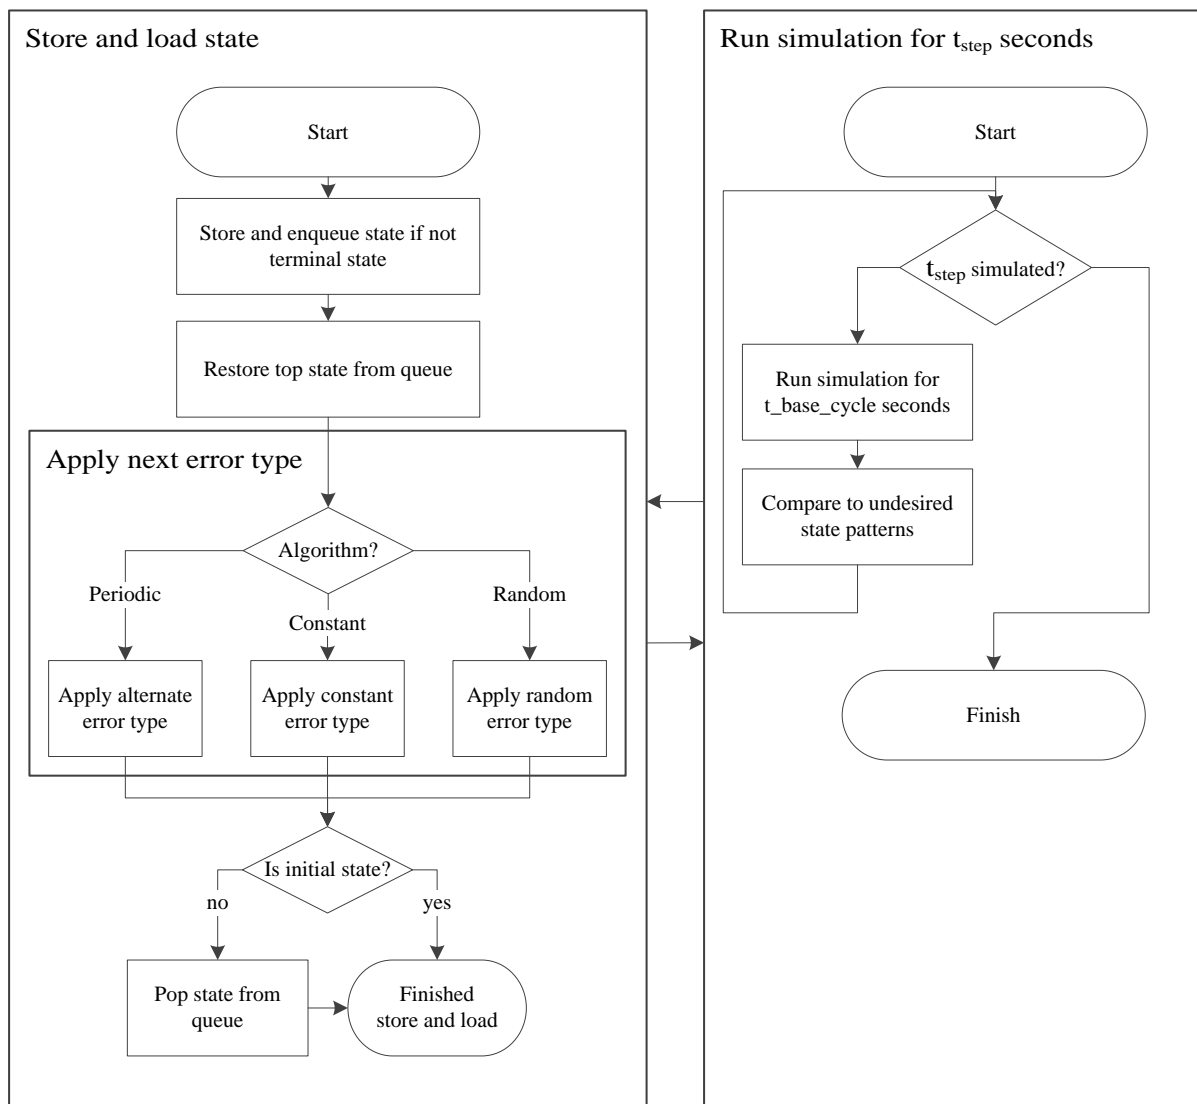 Store and load state
Start
Store and enqueue state if not
terminal state
Restore top state from queue
Apply next error type
Algorithm?
Periodic
Constant
Random
Apply alternate
error type
Apply constant
error type
Apply random
error type
Is initial state?
no
yes
Pop state from
queue
Finished
store and load
Run simulation for tstep seconds
Start
tstep simulated?
Run simulation for
t_base_cycle seconds
Compare to undesired
state patterns
Finish